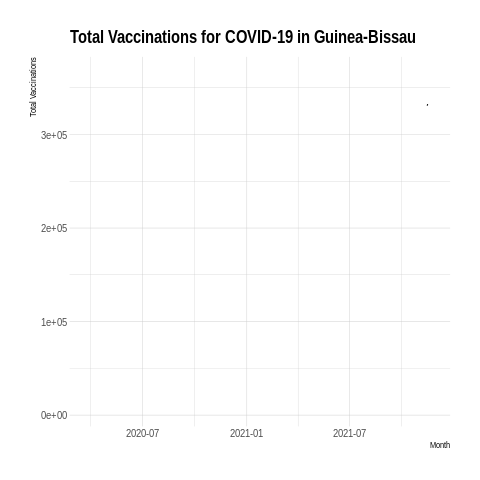 Total Vaccinations for COVID-19 in Guinea-Bissau
Total Vaccinations
3e+05
2e+05
1e+05
0e+00
2020-07 2021-01 2021-07
Month